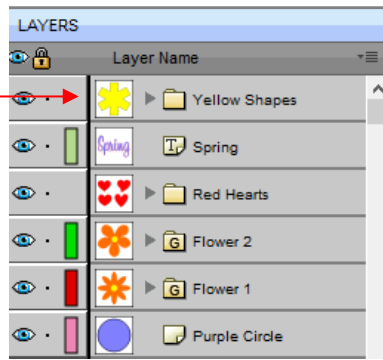 LAYERS
Layer Name
Yellow Shapes
Spring T Spring
Red Hearts
G Flower 2
G Flower 1
Purple Circle